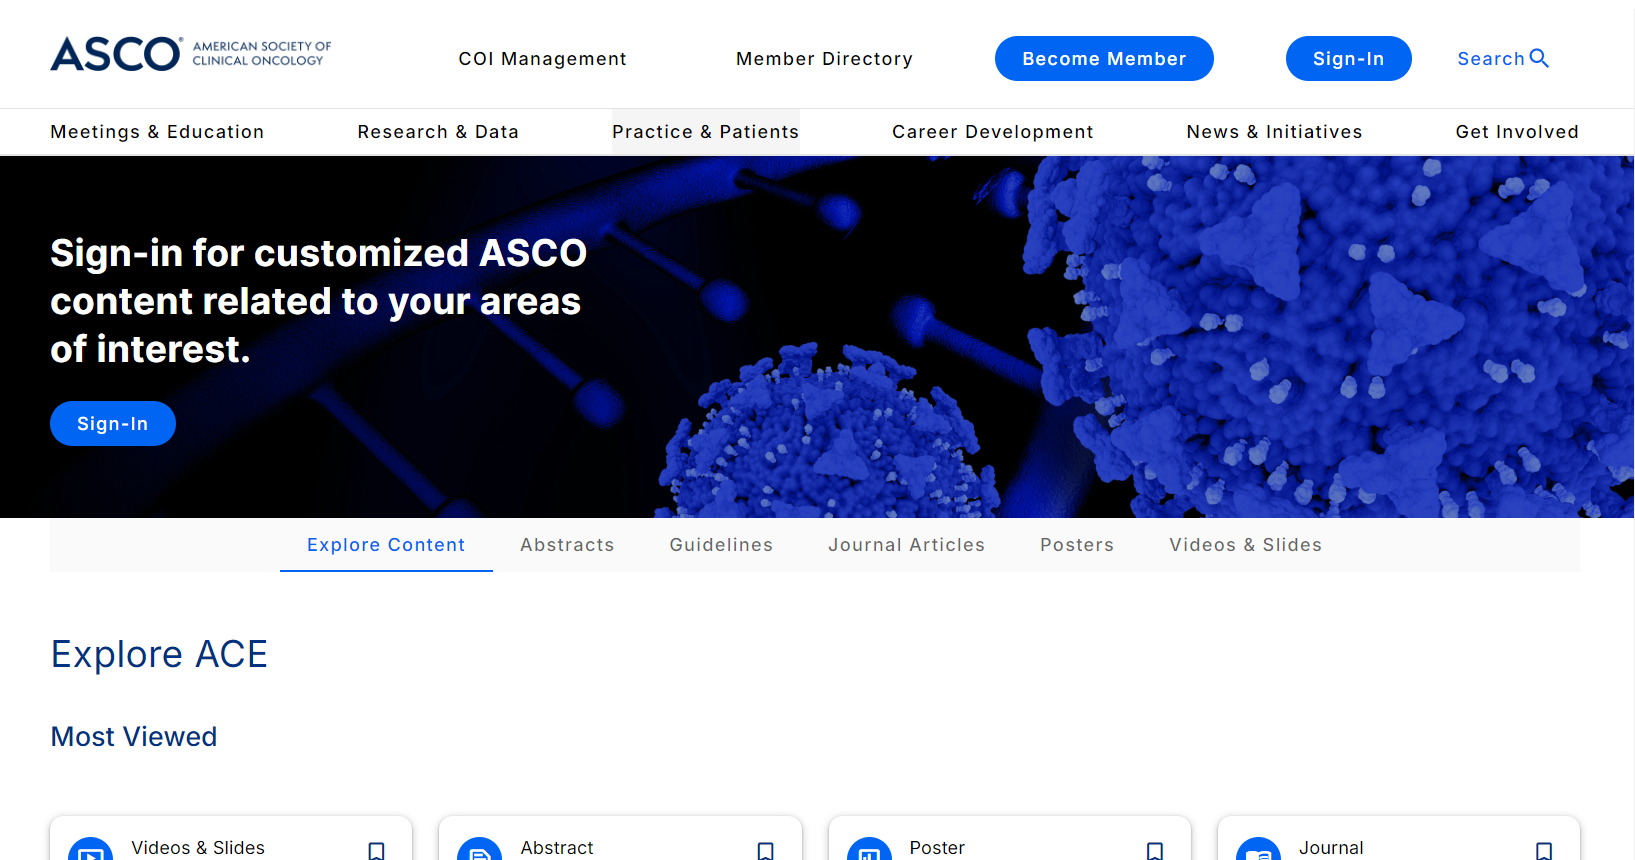 ASCO® AMERICAN SOCIETY OF
CLINICAL ONCOLOGY
COI Management
Member Directory
Become Member
Sign-In
Search
Meetings & Education
Research & Data
Practice & Patients
Career Development
News & Initiatives
Get Involved
Sign-in for customized ASCO
content related to your areas
of interest.
Sign-In
Explore Content
Abstracts
Guidelines
Journal Articles
Posters
Videos & Slides
Explore ACE
Most Viewed
Videos & Slides
Abstract
Poster
Journal